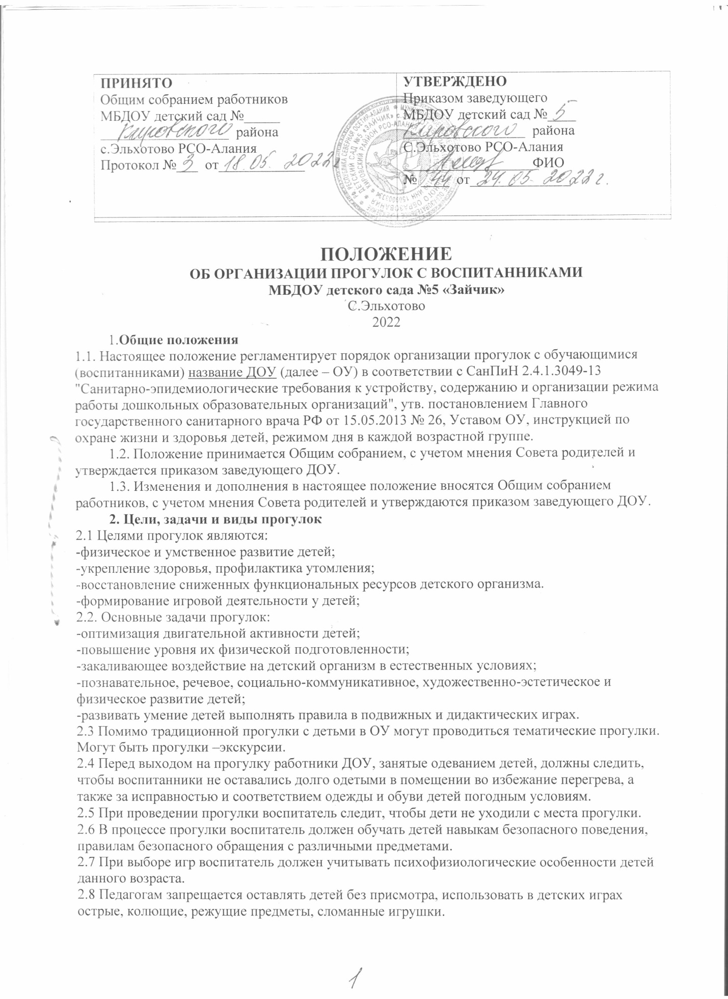 ПРИНЯТО
Общим собранием работников
МБДОУ детский сад №_____
Кировского района
с.Эльхотово РСО-Алания
Протокол № 3 от 18.05. 2022г
УТВЕРЖДЕНО
Приказом заведующего
МБДОУ детский сад № 5
Кировского района
С.Эльхотово РСО-Алания
ФИО
№ 44 от 24.05. 2022г.
ПОЛОЖЕНИЕ
ОБ ОРГАНИЗАЦИИ ПРОГУЛОК С ВОСПИТАННИКАМИ
МБДОУ детского сада №5 «Зайчик»
С.Эльхотово
2022
1.Общие положения
1.1. Настоящее положение регламентирует порядок организации прогулок с обучающимися
(воспитанниками) название ДОУ (далее – ОУ) в соответствии с СанПиН 2.4.1.3049-13
"Санитарно-эпидемиологические требования к устройству, содержанию и организации режима
работы дошкольных образовательных организаций", утв. постановлением Главного
государственного санитарного врача РФ от 15.05.2013 № 26, Уставом ОУ, инструкцией по
охране жизни и здоровья детей, режимом дня в каждой возрастной группе.
1.2. Положение принимается Общим собранием, с учетом мнения Совета родителей и
утверждается приказом заведующего ДОУ.
1.3. Изменения и дополнения в настоящее положение вносятся Общим собранием
работников, с учетом мнения Совета родителей и утверждаются приказом заведующего ДОУ.
2. Цели, задачи и виды прогулок
2.1 Целями прогулок являются:
-физическое и умственное развитие детей;
-укрепление здоровья, профилактика утомления;
-восстановление сниженных функциональных ресурсов детского организма.
-формирование игровой деятельности у детей;
2.2. Основные задачи прогулок:
-оптимизация двигательной активности детей;
-повышение уровня их физической подготовленности;
-закаливающее воздействие на детский организм в естественных условиях;
-познавательное, речевое, социально-коммуникативное, художественно-эстетическое и
физическое развитие детей;
-развивать умение детей выполнять правила в подвижных и дидактических играх.
2.3 Помимо традиционной прогулки с детьми в ОУ могут проводиться тематические прогулки.
Могут быть прогулки –экскурсии.
2.4 Перед выходом на прогулку работники ДОУ, занятые одеванием детей, должны следить,
чтобы воспитанники не оставались долго одетыми в помещении во избежание перегрева, а
также за исправностью и соответствием одежды и обуви детей погодным условиям.
2.5 При проведении прогулки воспитатель следит, чтобы дети не уходили с места прогулки.
2.6 В процессе прогулки воспитатель должен обучать детей навыкам безопасного поведения,
правилам безопасного обращения с различными предметами.
2.7 При выборе игр воспитатель должен учитывать психофизиологические особенности детей
данного возраста.
2.8 Педагогам запрещается оставлять детей без присмотра, использовать в детских играх
острые, колющие, режущие предметы, сломанные игрушки.
1